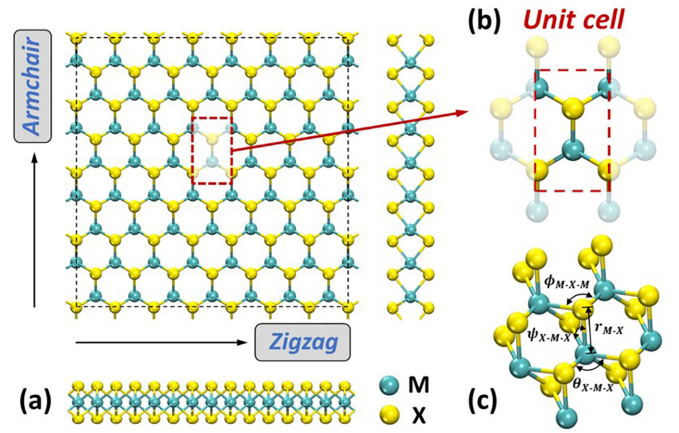 (b) Unit cell
Armchair
ϕM-X-M
ψX-M-X
rM-X
θX-M-X
Zigzag
(a)
M
X
(c)